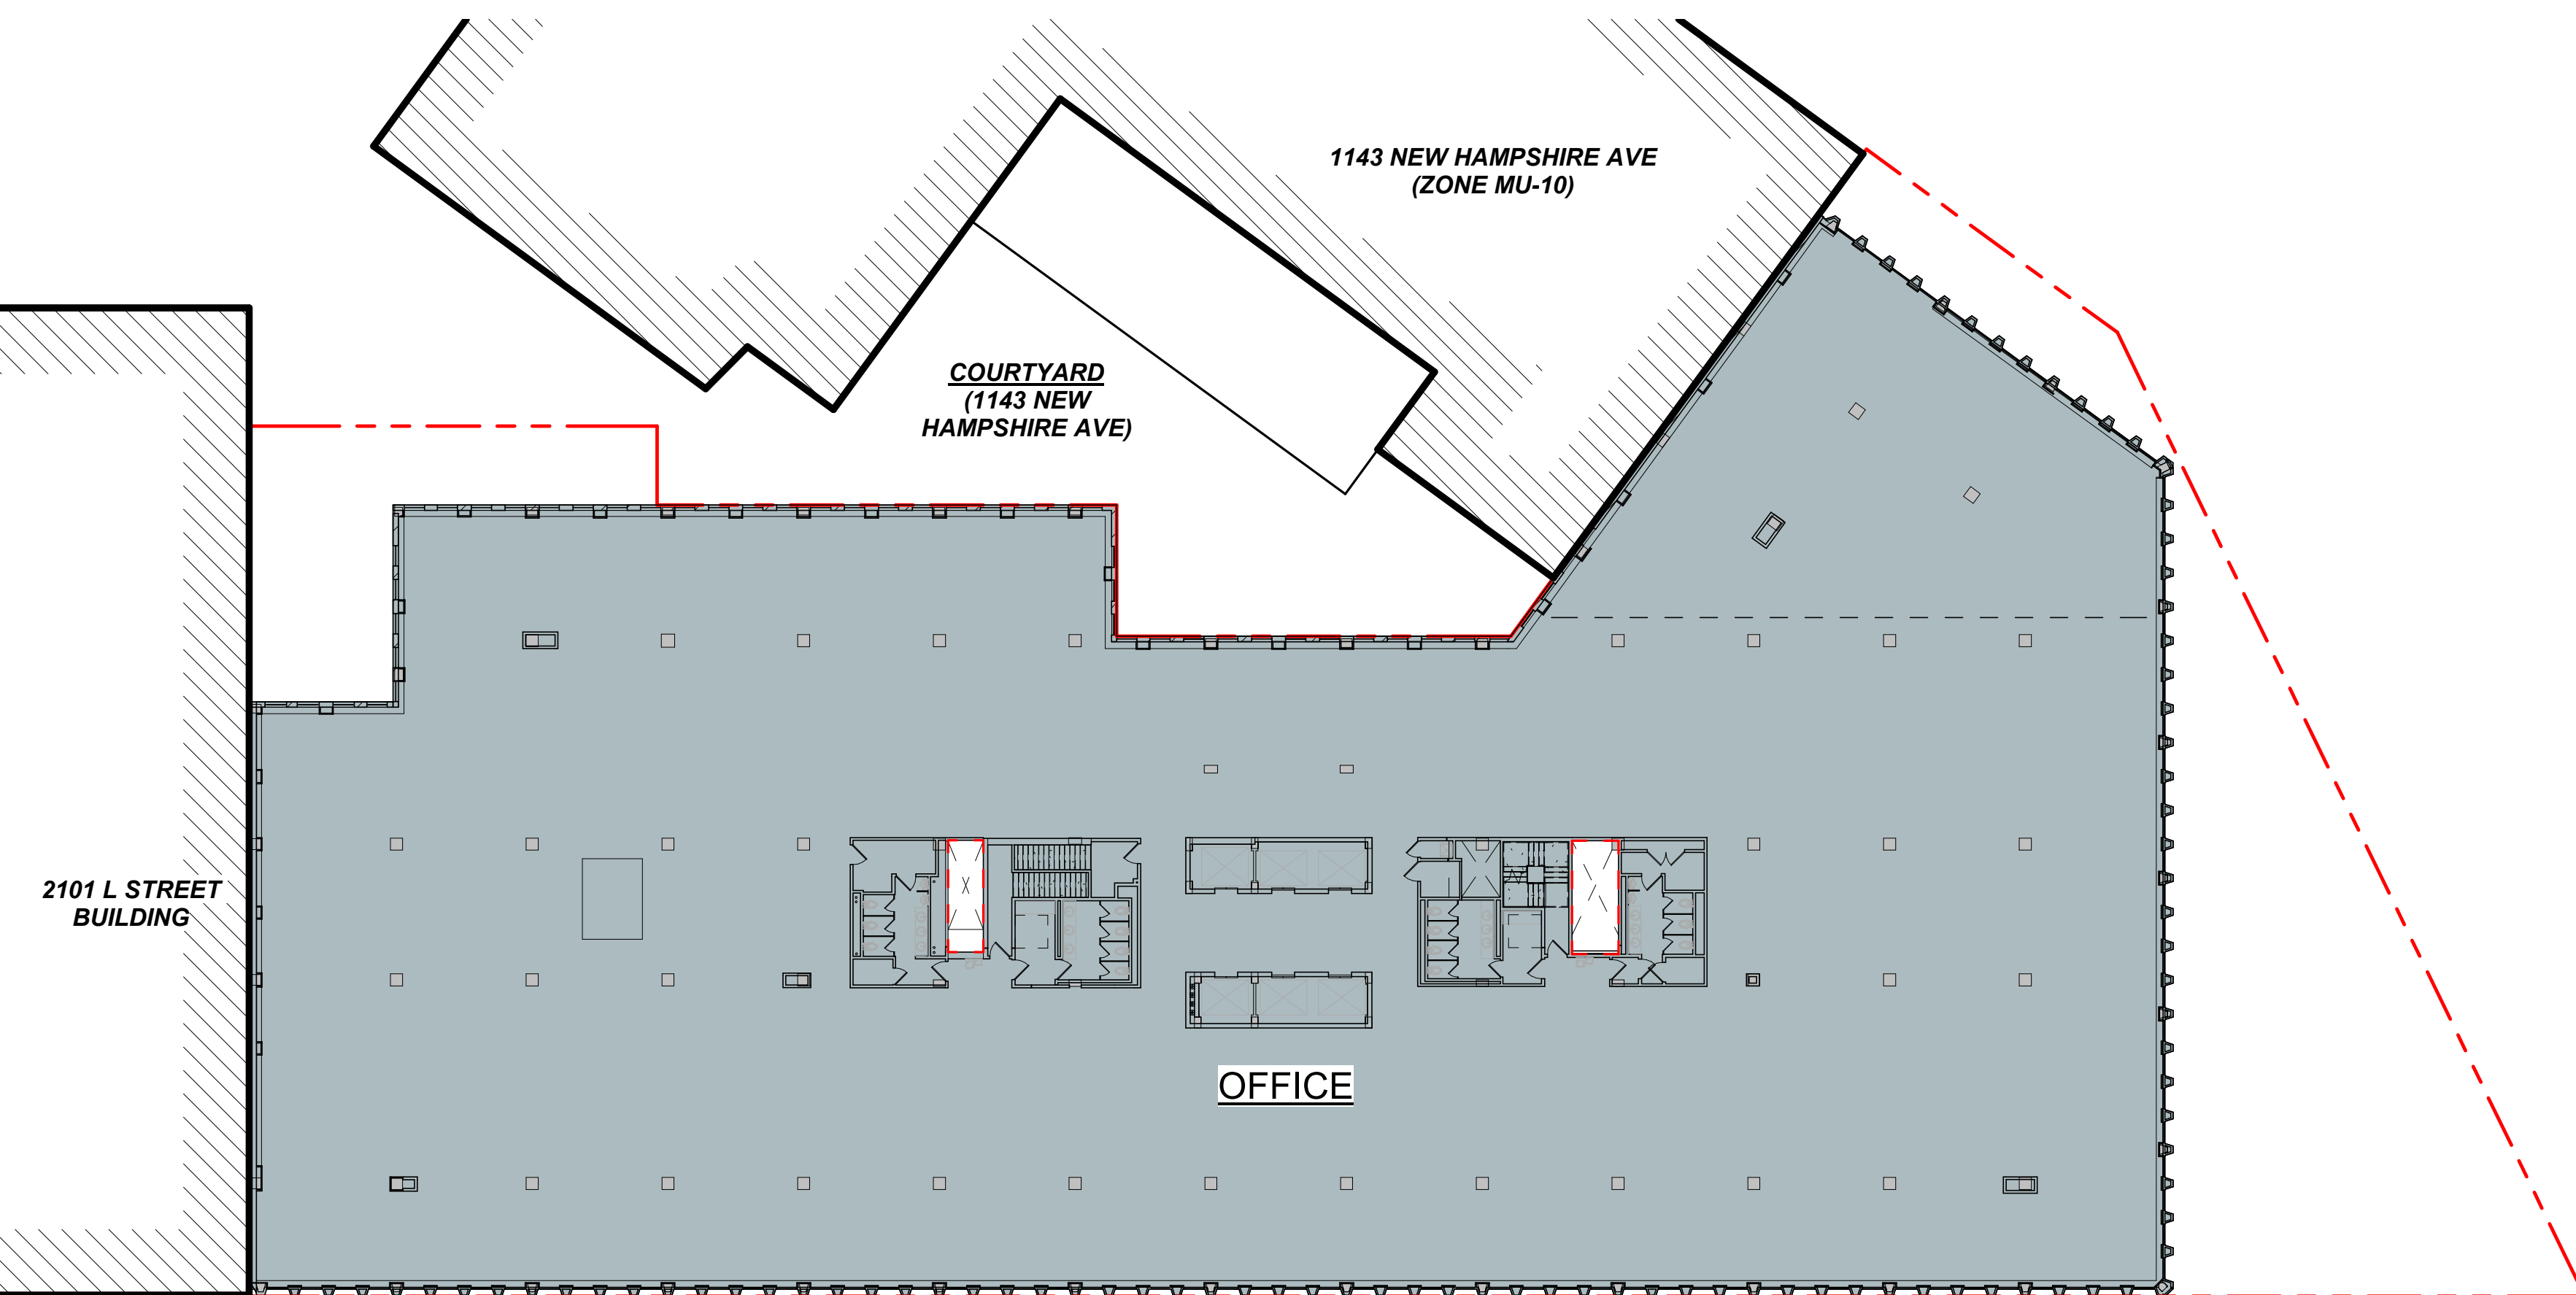 1143 NEW HAMPSHIRE AVE
(ZONE MU-10)
COURTYARD
(1143 NEW
HAMPSHIRE AVE)
2101 L STREET
BUILDING
OFFICE